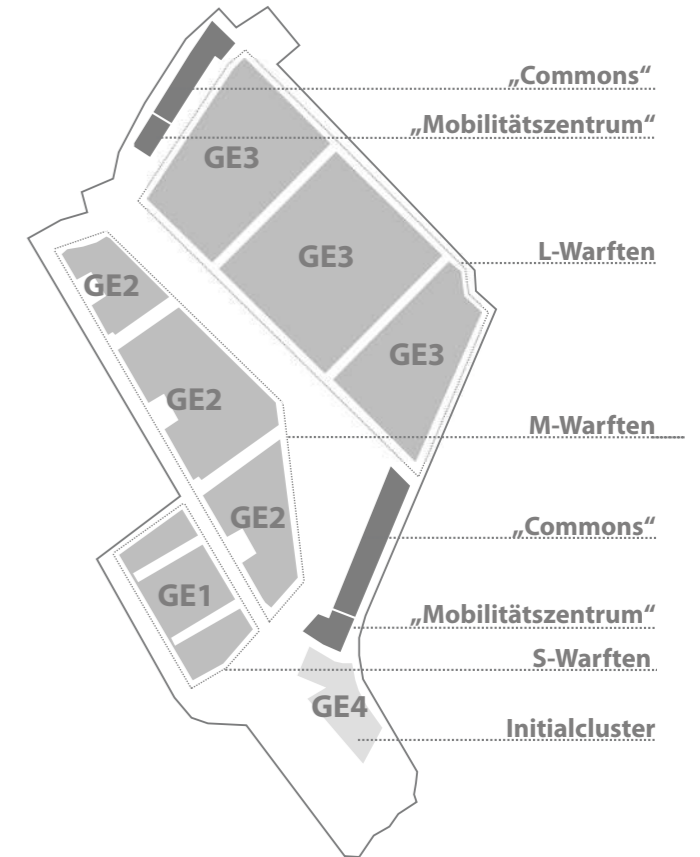 „Commons“
„Mobilitätszentrum“
GE3
GE3
L-Warften
GE2
GE3
GE2
M-Warften
GE2
„Commons“
GE1
„Mobilitätszentrum“
S-Warften
GE4
Initialcluster